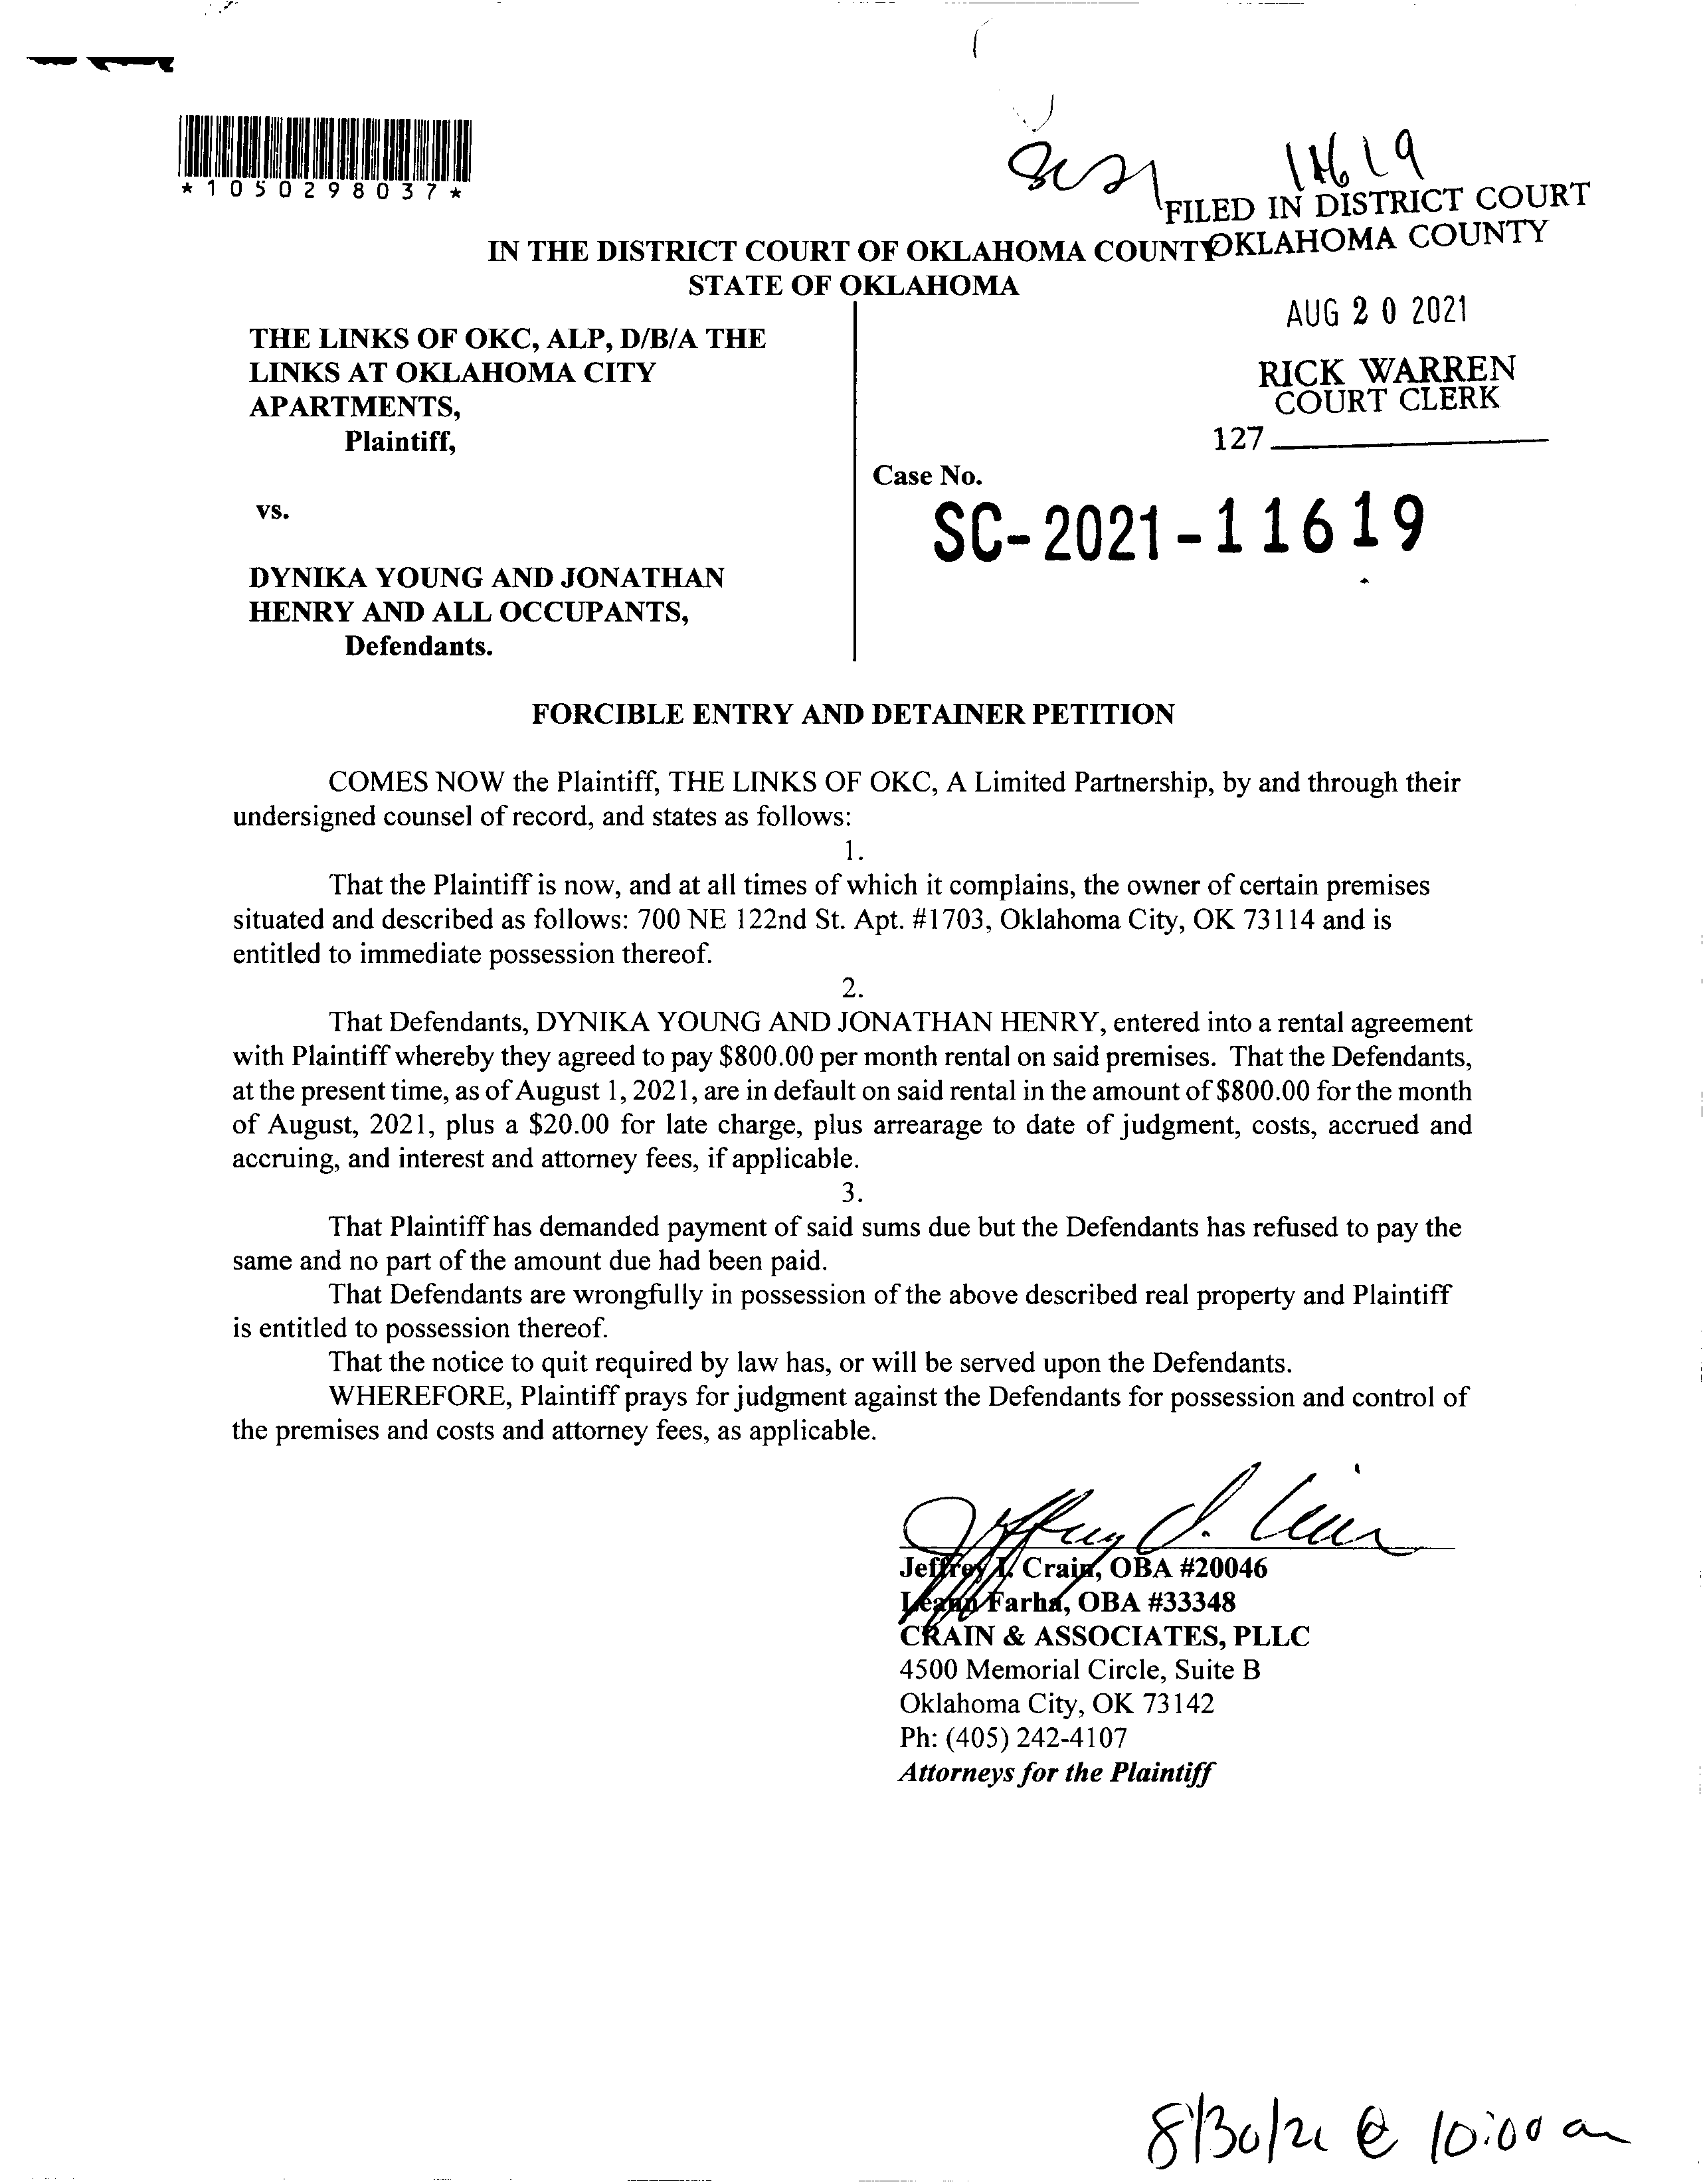 *1050298037*
SC21 11619
FILED IN DISTRICT COURT
OKLAHOMA COUNTY
IN THE DISTRICT COURT OF OKLAHOMA COUNTY
STATE OF OKLAHOMA
AUG 20 2021
RICK WARREN
COURT CLERK
127
THE LINKS OF OKC, ALP, D/B/A THE
LINKS AT OKLAHOMA CITY
APARTMENTS,
Plaintiff,
vs.
DYNIKA YOUNG AND JONATHAN
HENRY AND ALL OCCUPANTS,
Defendants.
Case No.
SC-2021-11619
FORCIBLE ENTRY AND DETAINER PETITION
COMES NOW the Plaintiff, THE LINKS OF OKC, A Limited Partnership, by and through their
undersigned counsel of record, and states as follows:
1.
That the Plaintiff is now, and at all times of which it complains, the owner of certain premises
situated and described as follows: 700 NE 122nd St. Apt. #1703, Oklahoma City, OK 73114 and is
entitled to immediate possession thereof.
2.
That Defendants, DYNIKA YOUNG AND JONATHAN HENRY, entered into a rental agreement
with Plaintiff whereby they agreed to pay $800.00 per month rental on said premises. That the Defendants,
at the present time, as of August 1, 2021, are in default on said rental in the amount of $800.00 for the month
of August, 2021, plus a $20.00 for late charge, plus arrearage to date of judgment, costs, accrued and
accruing, and interest and attorney fees, if applicable.
3.
That Plaintiff has demanded payment of said sums due but the Defendants has refused to pay the
same and no part of the amount due had been paid.
That Defendants are wrongfully in possession of the above described real property and Plaintiff
is entitled to possession thereof.
That the notice to quit required by law has, or will be served upon the Defendants.
WHEREFORE, Plaintiff prays for judgment against the Defendants for possession and control of
the premises and costs and attorney fees, as applicable.
Jeffrey I. Crain, OBA #20046
Leann Farha, OBA #33348
CRAIN & ASSOCIATES, PLLC
4500 Memorial Circle, Suite B
Oklahoma City, OK 73142
Ph: (405) 242-4107
Attorneys for the Plaintiff
8/30/21 @ 10:00 am